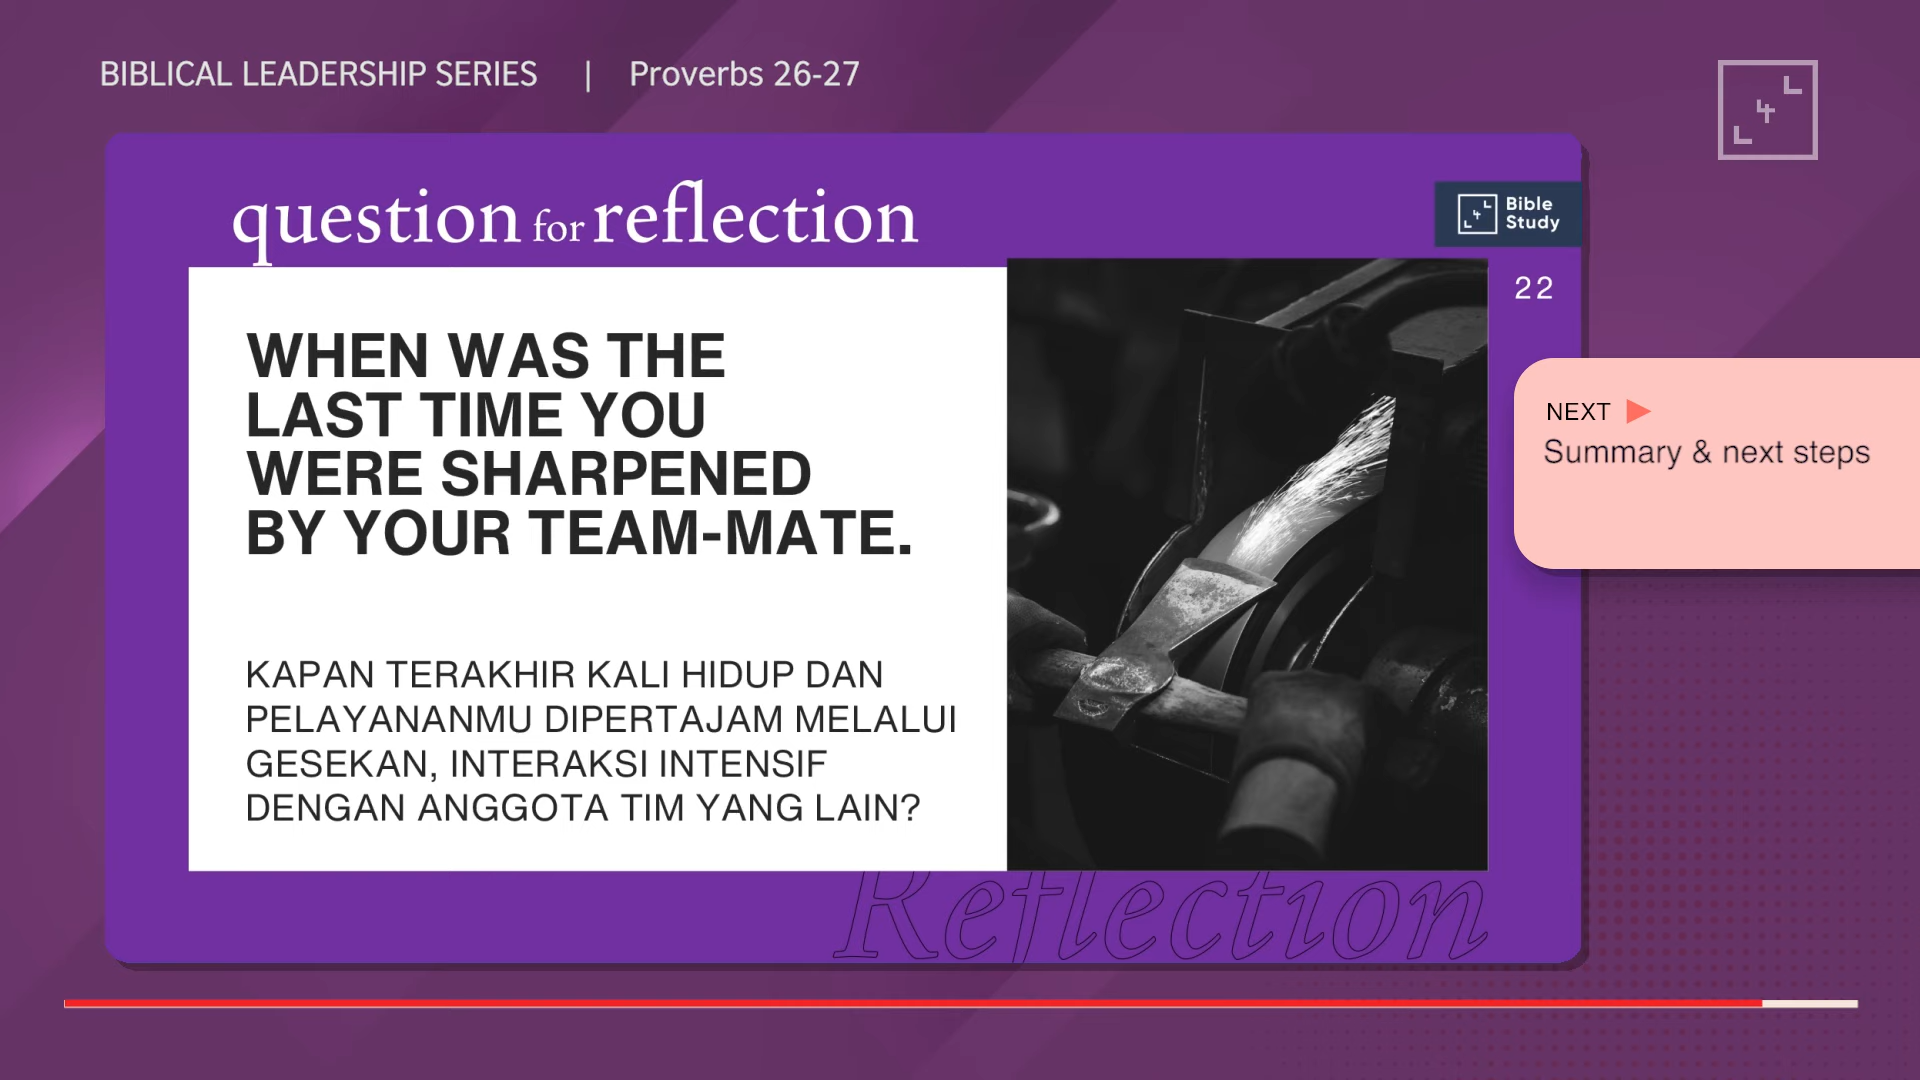 BIBLICAL LEADERSHIP SERIES | Proverbs 26-27
question for reflection
Bible
Study
22
WHEN WAS THE
LAST TIME YOU
WERE SHARPENED
BY YOUR TEAM-MATE.
KAPAN TERAKHIR KALI HIDUP DAN
PELAYANANMU DIPERTAJAM MELALUI
GESEKAN, INTERAKSI INTENSIF
DENGAN ANGGOTA TIM YANG LAIN?
NEXT
Summary & next steps
Reflection